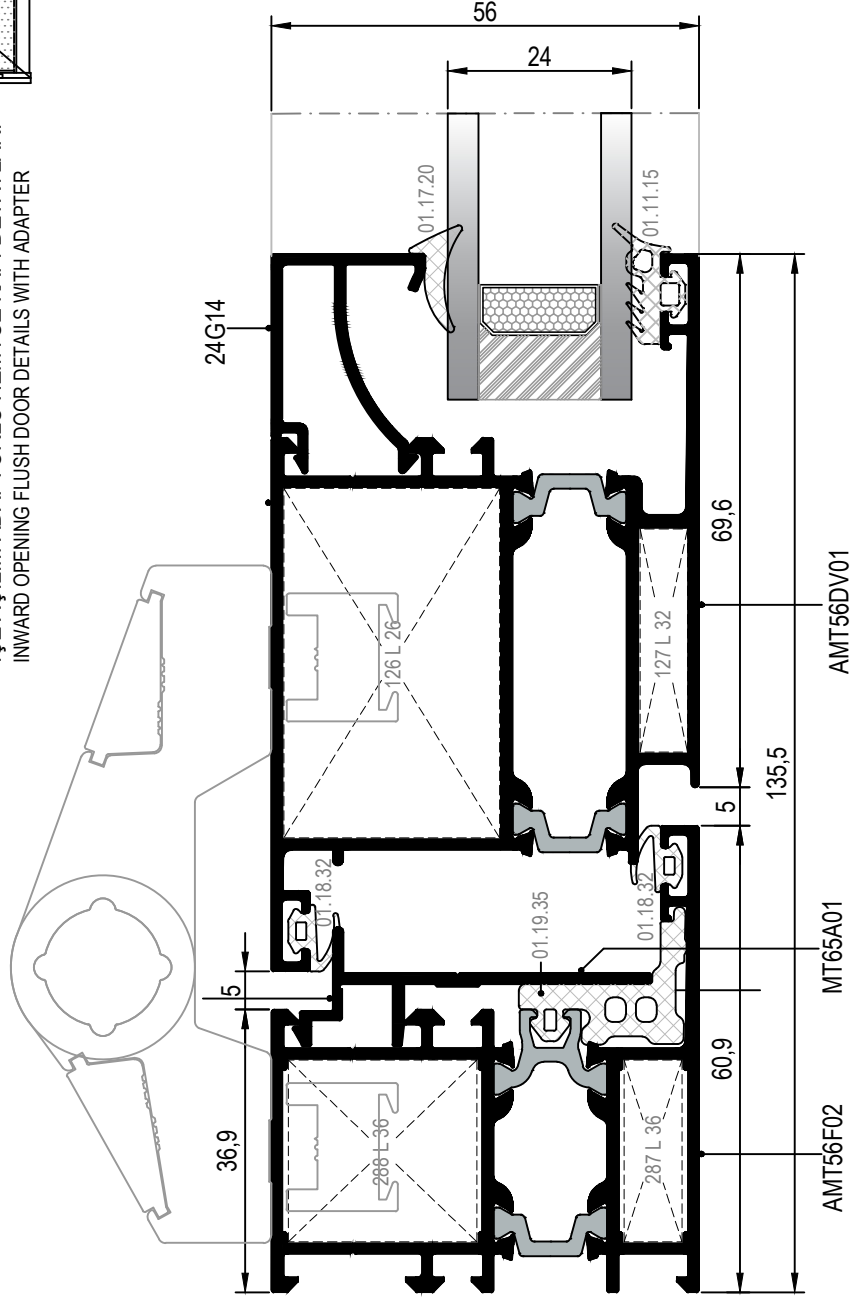 INWARD OPENING FLUSH DOOR DETAILS WITH ADAPTER
56
24
01.17.20
01.11.15
24G14
126 L 26
127 L 32
69,6
AMT56DV01
135,5
5
01.18.32
01.18.32
01.19.35
MT65A01
5
36,9
60,9
288 L 36
287 L 36
AMT56F02